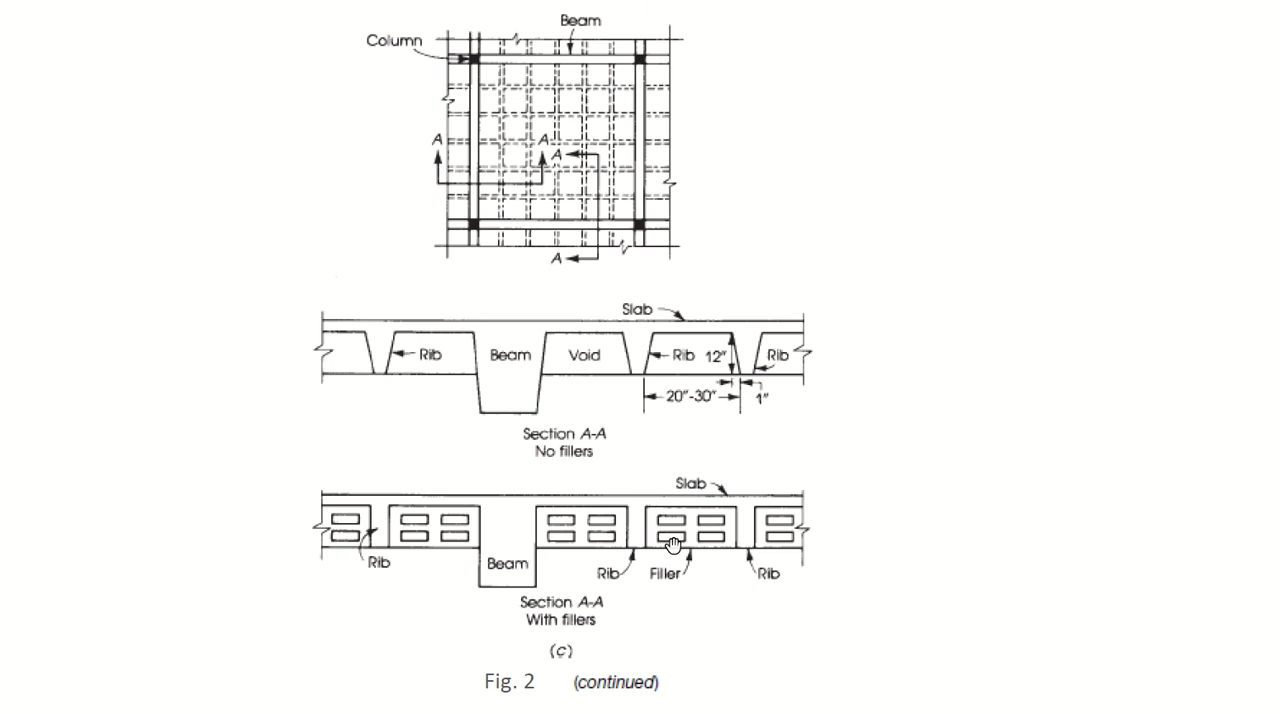 Beam
Column
A
A
A
A
Slab
Rib
Beam
Void
Rib
12"
Rib
20"-30"
1"
Section A-A
No fillers
Slab
Rib
Beam
Rib
Filler
Rib
Section A-A
With fillers
(c)
Fig. 2 (continued)